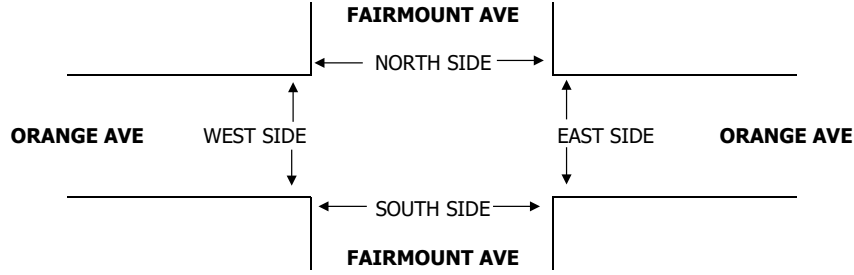 FAIRMOUNT AVE
NORTH SIDE
ORANGE AVE WEST SIDE EAST SIDE ORANGE AVE
SOUTH SIDE
FAIRMOUNT AVE